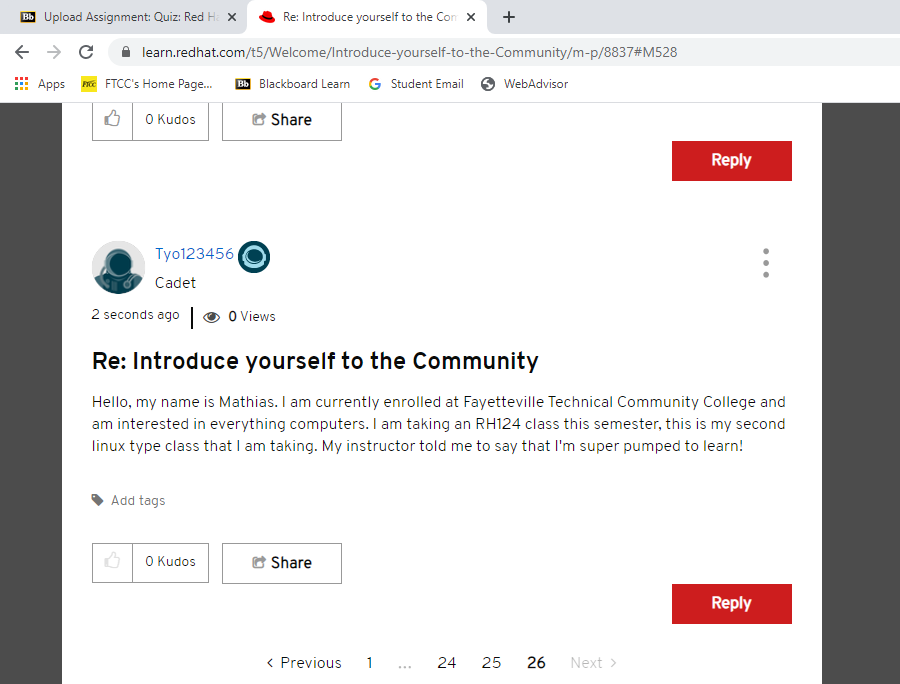 Bb Upload Assignment: Quiz: Red Ha
Re: Introduce yourself to the Com
learn.redhat.com/t5/Welcome/Introduce-yourself-to-the-Community/m-p/8837#M528
Apps FTCC FTCC's Home Page... Bb Blackboard Learn G Student Email WebAdvisor
0 Kudos Share
Reply
Tyo123456
Cadet
2 seconds ago 0 Views
Re: Introduce yourself to the Community
Hello, my name is Mathias. I am currently enrolled at Fayetteville Technical Community College and
am interested in everything computers. I am taking an RH124 class this semester, this is my second
linux type class that I am taking. My instructor told me to say that I'm super pumped to learn!
Add tags
0 Kudos Share
Reply
< Previous 1 ... 24 25 26 Next >